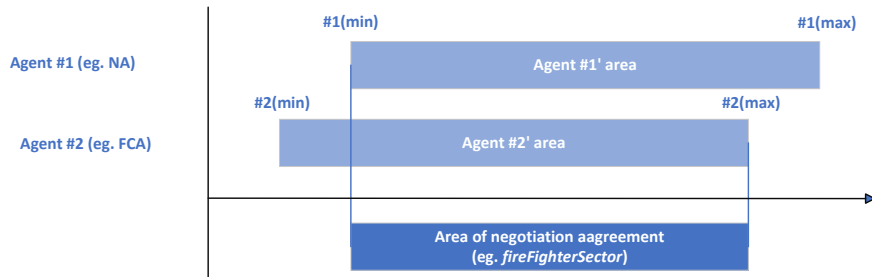 #1(min)
#1(max)
Agent #1 (eg. NA)
Agent #1' area
#2(min)
#2(max)
Agent #2 (eg. FCA)
Agent #2' area
Area of negotiation aagreement
(eg. fireFighterSector)